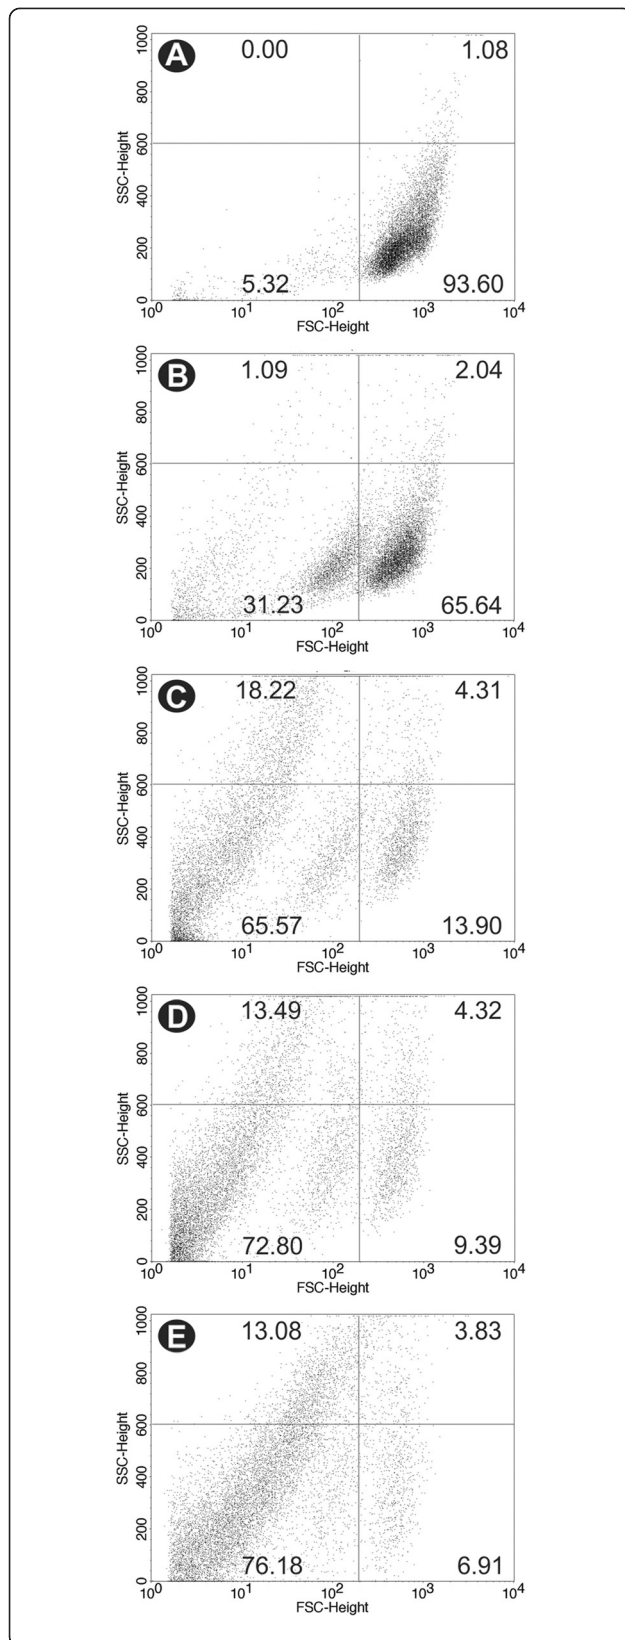 A
0.00 1.08
1000
800
600
400
200
0
SSC-Height
5.32 93.60
10^0 10^1 10^2 10^3 10^4
FSC-Height
B
1.09 2.04
1000
800
600
400
200
0
SSC-Height
31.23 65.64
10^0 10^1 10^2 10^3 10^4
FSC-Height
C
18.22 4.31
1000
800
600
400
200
0
SSC-Height
65.57 13.90
10^0 10^1 10^2 10^3 10^4
FSC-Height
D
13.49 4.32
1000
800
600
400
200
0
SSC-Height
72.80 9.39
10^0 10^1 10^2 10^3 10^4
FSC-Height
E
13.08 3.83
1000
800
600
400
200
0
SSC-Height
76.18 6.91
10^0 10^1 10^2 10^3 10^4
FSC-Height